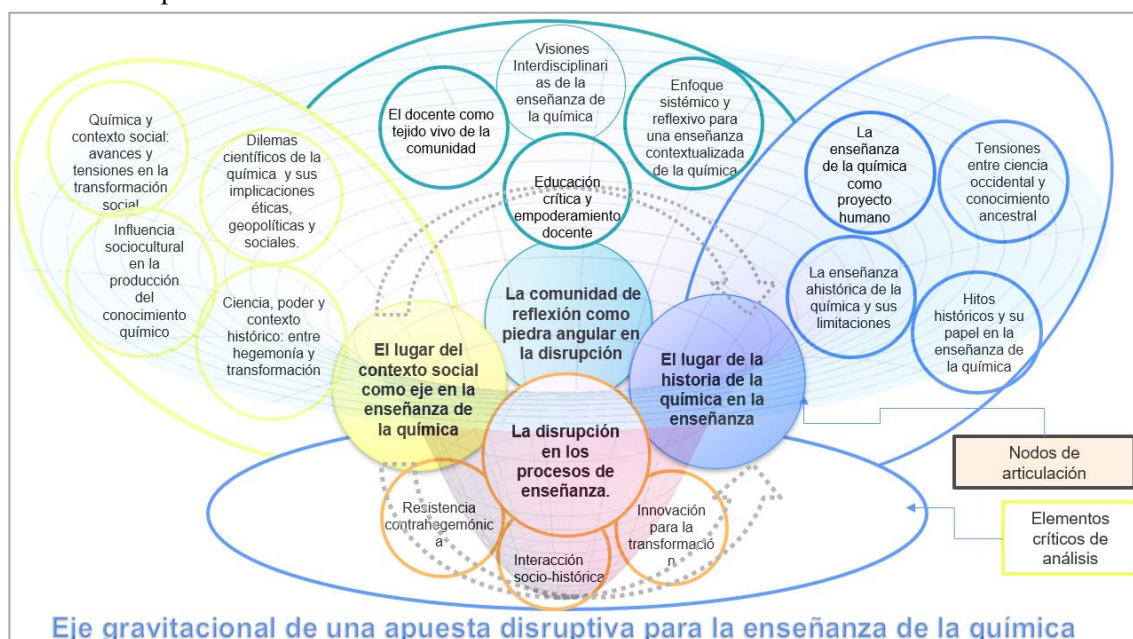 Visiones
Interdisciplinari
as de la
enseñanza de
la química
El docente como
tejido vivo de la
comunidad
Enfoque
sistémico y
reflexivo para
una enseñanza
contextualizada
de la química
Educación
crítica y
empoderamiento
docente
Química y
contexto social:
avances y
tensiones en la
transformación
social
Dilemas
científicos de la
química y sus
implicaciones
éticas,
geopolíticas y
sociales.
Influencia
sociocultural
en la
producción
del
conocimiento
químico
Ciencia, poder y
contexto
histórico: entre
hegemonía y
transformación
La
enseñanza
de la química
como
proyecto
humano
Tensiones
entre ciencia
occidental y
conocimiento
ancestral
La enseñanza
ahistórica de la
química y sus
limitaciones
Hitos
históricos y su
papel en la
enseñanza de
la química
La comunidad de
reflexión como
piedra angular en
la disrupción
El lugar del
contexto social
como eje en la
enseñanza de
la química
El lugar de la
historia de la
química en la
enseñanza
La disrupción
en los
procesos de
enseñanza.
Resistencia
contrahegemónic
a
Interacción
socio-histórica
Innovación
para la
transformació
n
Nodos de
articulación
Elementos
críticos de
análisis
Eje gravitacional de una apuesta disruptiva para la enseñanza de la química